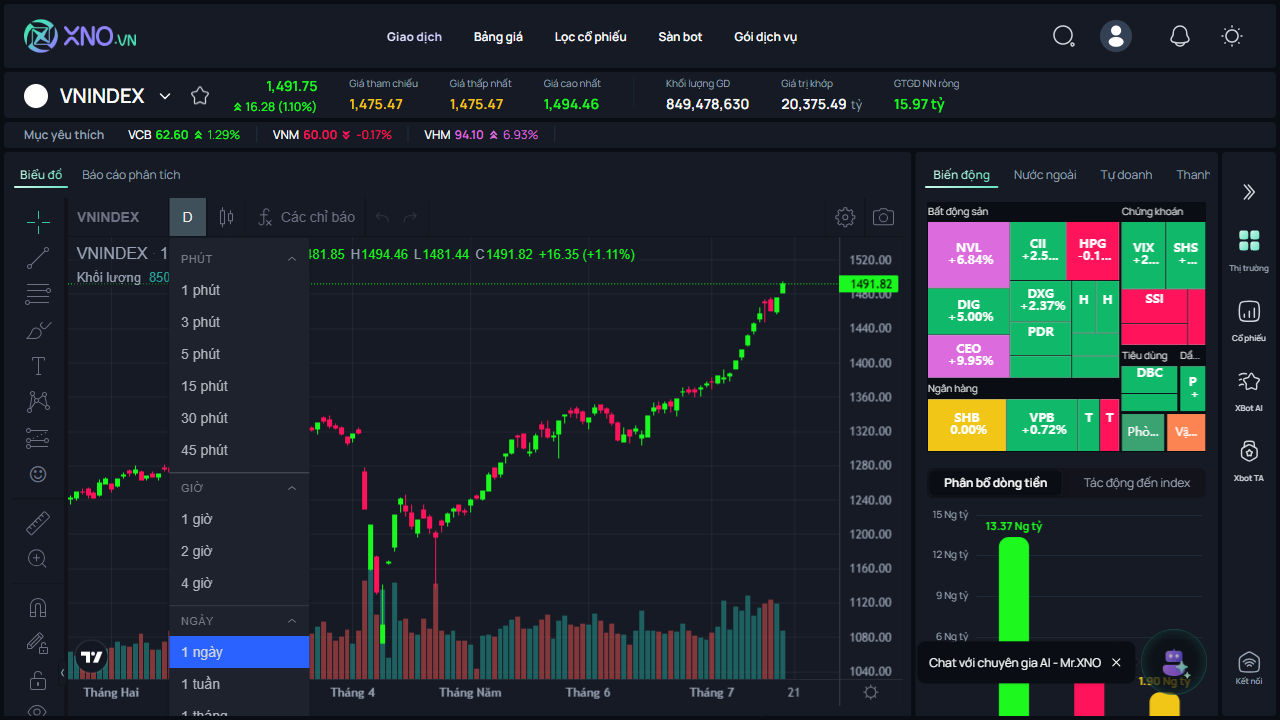 XNO.VN
Giao dịch Bảng giá Lọc cổ phiếu Sàn bot Gói dịch vụ
VNINDEX
1,491.75
16.28 (1.10%)
Giá tham chiếu
1,475.47
Giá thấp nhất
1,475.47
Giá cao nhất
1,494.46
Khối lượng GD
849,478,630
Giá trị khớp
20,375.49 tỷ
GTGD NN ròng
15.97 tỷ
Mục yêu thích VCB 62.60 1.29% VNM 60.00 -0.17% VHM 94.10 6.93%
Biểu đồ Báo cáo phân tích
VNINDEX D Các chỉ báo
VNINDEX · 1
481.85 H1494.46 L1481.44 C1491.82 +16.35 (+1.11%)
Khối lượng 850
PHÚT
1 phút
3 phút
5 phút
15 phút
30 phút
45 phút
GIỜ
1 giờ
2 giờ
4 giờ
NGÀY
1 ngày
1 tuần
1 tháng
1520.00
1491.82
1480.00
1440.00
1400.00
1360.00
1320.00
1280.00
1240.00
1200.00
1160.00
1120.00
1080.00
1040.00
Tháng Hai Tháng 4 Tháng Năm Tháng 6 Tháng 7 21
Biến động Nước ngoài Tự doanh Thanh
Bất động sản
NVL
+6.84%
DIG
+5.00%
CEO
+9.95%
CII
+2.5...
HPG
-0.1...
DXG
+2.37%
H
H
PDR
Chứng khoán
VIX
+2...
SHS
+...
SSI
Tiêu dùng
DBC
Dầ...
P
+
Ngân hàng
SHB
0.00%
VPB
+0.72%
T
T
Phò...
Vậ...
Phân bổ dòng tiền Tác động đến index
15 Ng tỷ
13.37 Ng tỷ
12 Ng tỷ
9 Ng tỷ
6 Ng tỷ
1.90 Ng tỷ
Chat với chuyên gia AI - Mr.XNO
Thị trường
Cổ phiếu
XBot AI
Xbot TA
Kết nối